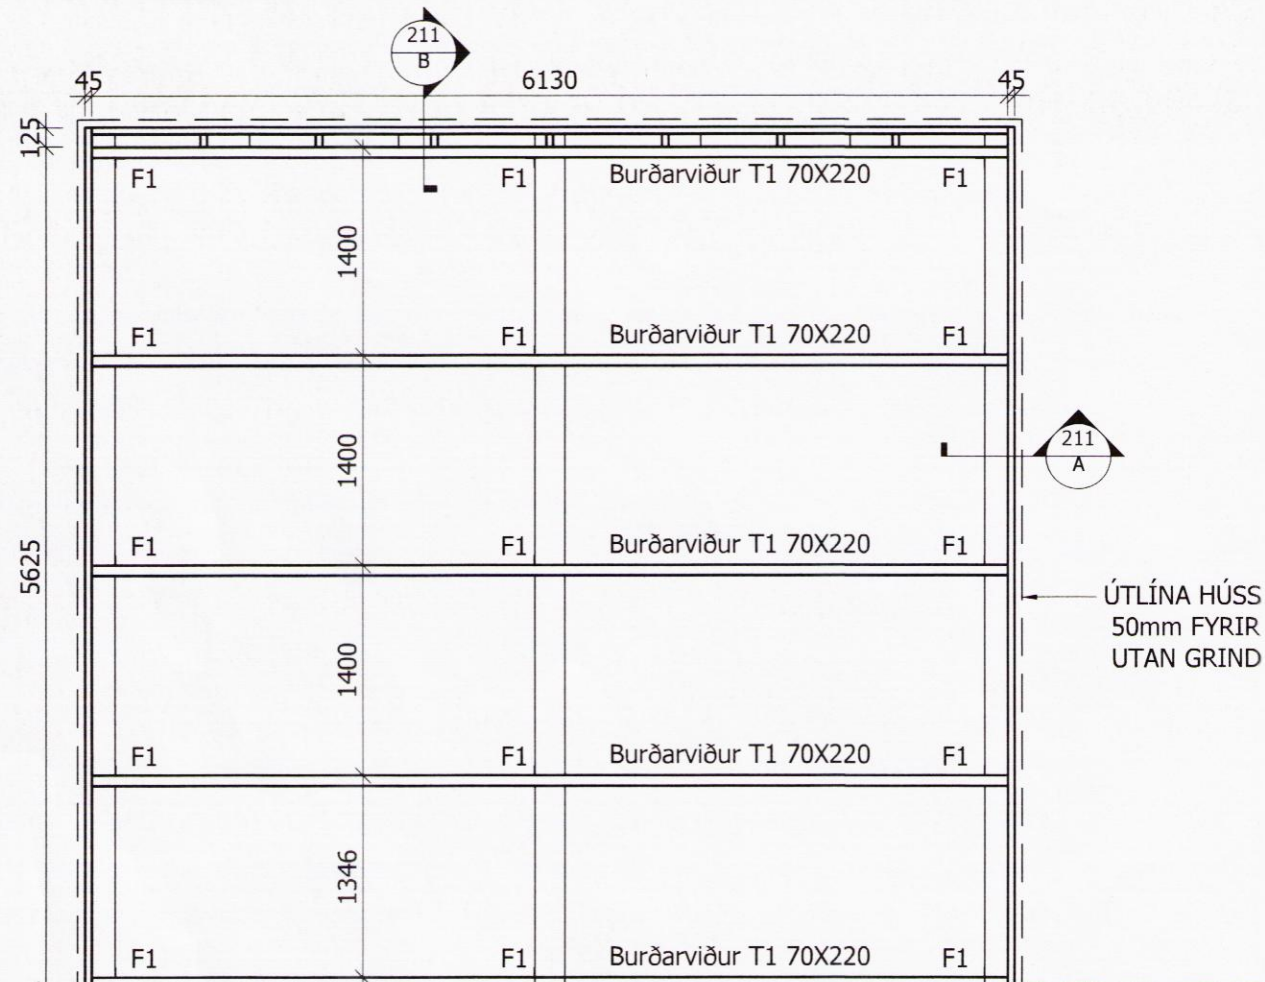 211
B
45
6130
45
125
F1
F1
Burðarviður T1 70X220
F1
1400
F1
F1
Burðarviður T1 70X220
F1
1400
211
A
F1
F1
Burðarviður T1 70X220
F1
5625
ÚTLÍNA HÚSS
50mm FYRIR
UTAN GRIND
1400
F1
F1
Burðarviður T1 70X220
F1
1346
F1
F1
Burðarviður T1 70X220
F1